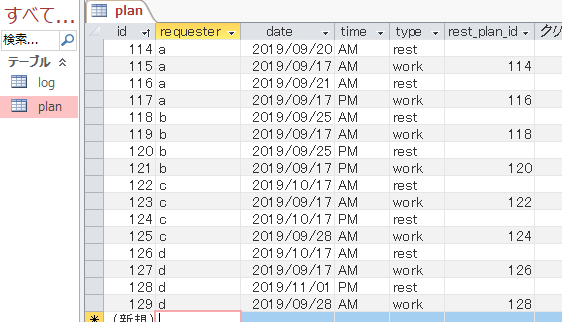 すべて...
plan
検索...
テーブル
log
plan
id requester date time type rest_plan_id クリ
114 a 2019/09/20 AM rest
115 a 2019/09/17 AM work 114
116 a 2019/09/21 AM rest
117 a 2019/09/17 PM work 116
118 b 2019/09/25 AM rest
119 b 2019/09/17 AM work 118
120 b 2019/09/25 PM rest
121 b 2019/09/17 PM work 120
122 c 2019/10/17 AM rest
123 c 2019/09/17 AM work 122
124 c 2019/10/17 PM rest
125 c 2019/09/28 AM work 124
126 d 2019/10/17 AM rest
127 d 2019/09/17 AM work 126
128 d 2019/11/01 PM rest
129 d 2019/09/28 AM work 128
(新規)